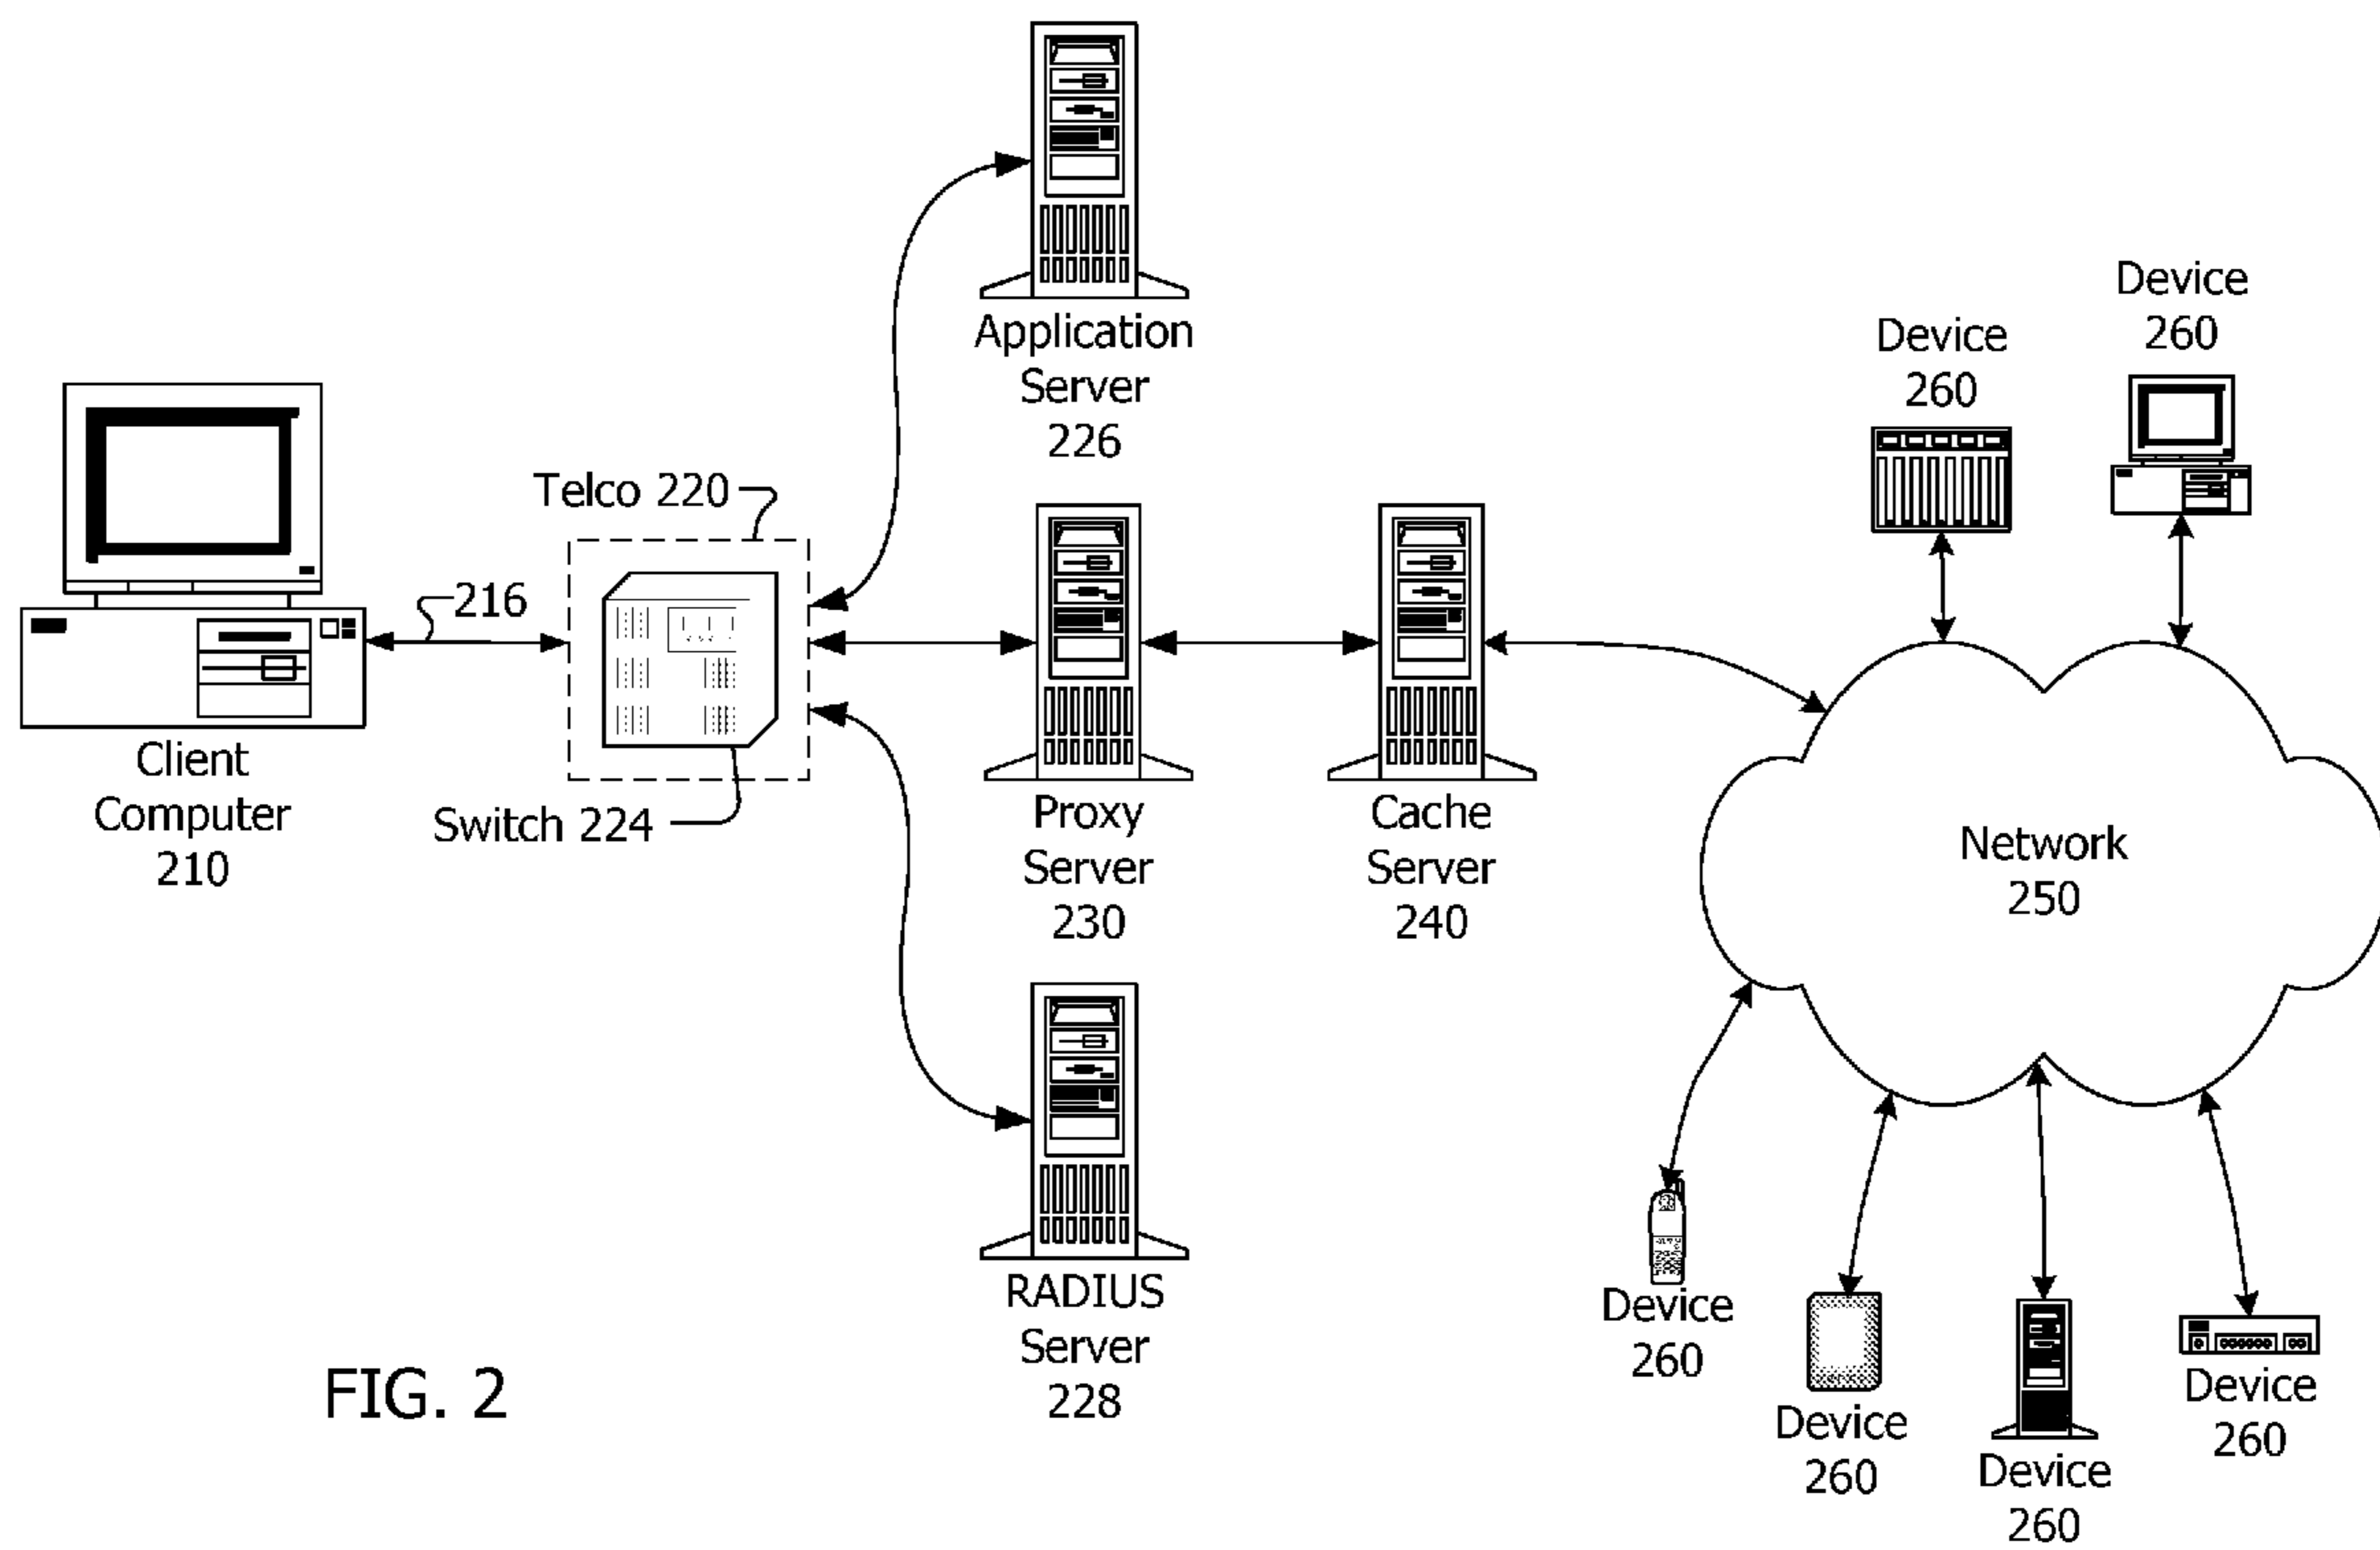 Application
Server
226
Device
260
Device
260
Telco 220
216
Client
Computer
210
Switch 224
Proxy
Server
230
Cache
Server
240
Network
250
RADIUS
Server
228
Device
260
Device
260
Device
260
Device
260
FIG. 2